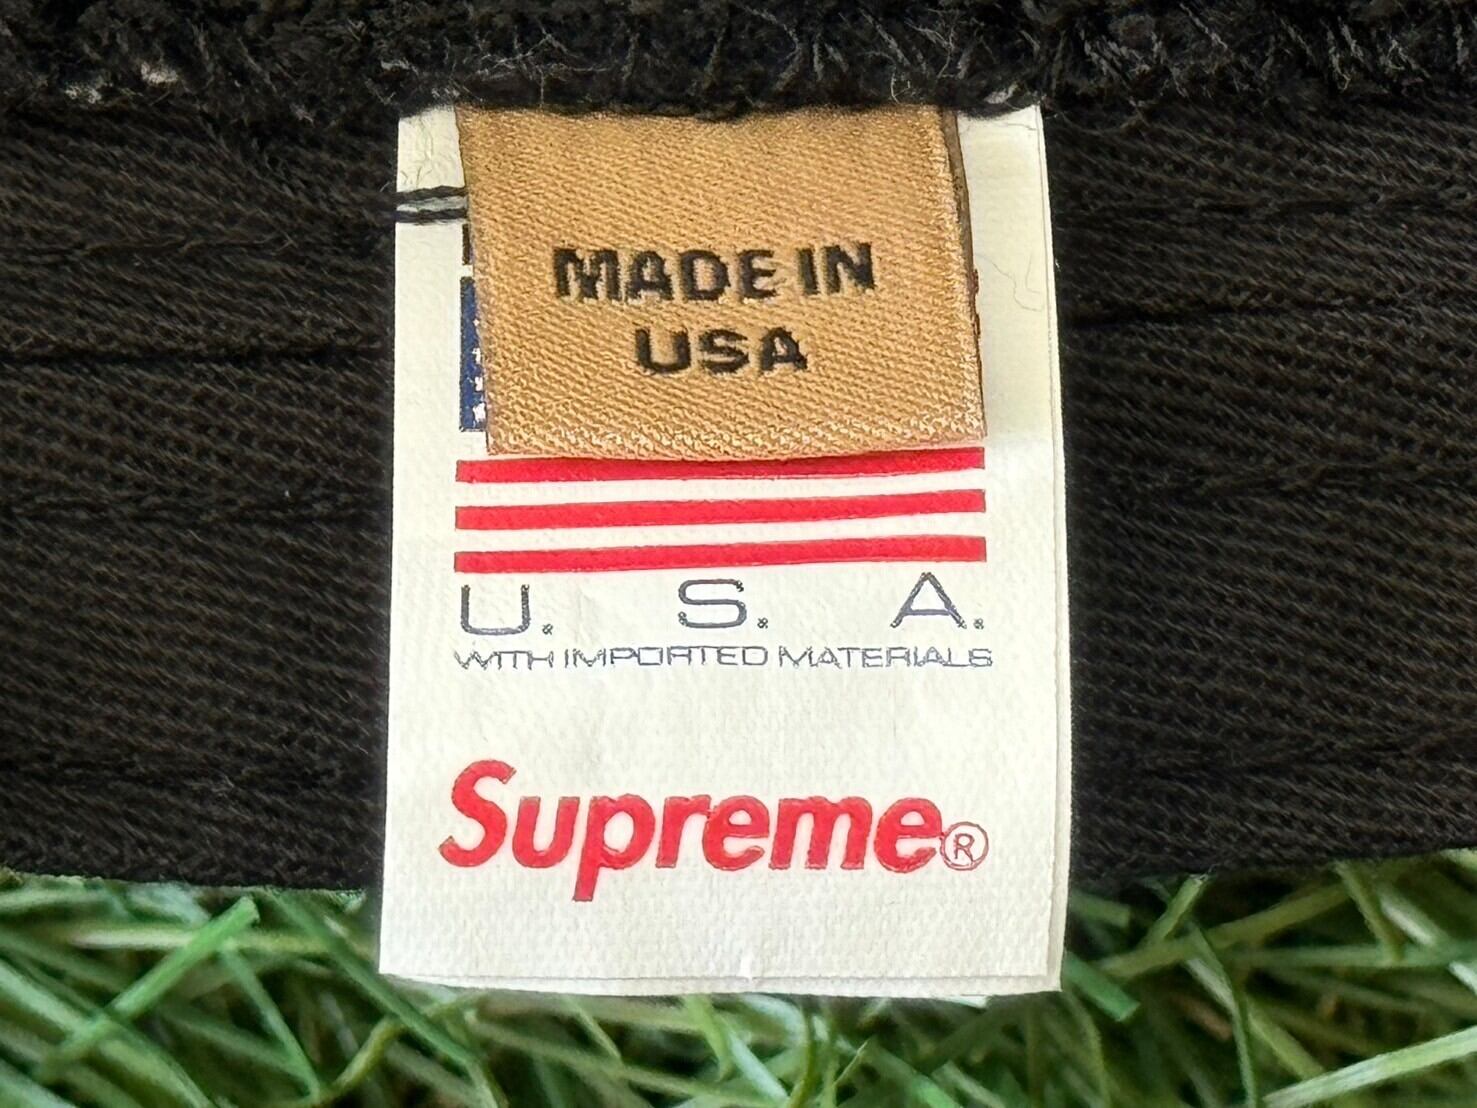 MADE IN
USA
U. S. A.
WITH IMPORTED MATERIALS
Supreme®